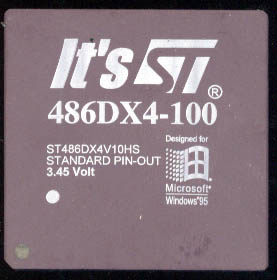 It's ST®
486DX4-100
ST486DX4V10HS
STANDARD PIN-OUT
3.45 Volt
Designed for
Microsoft®
Windows®95